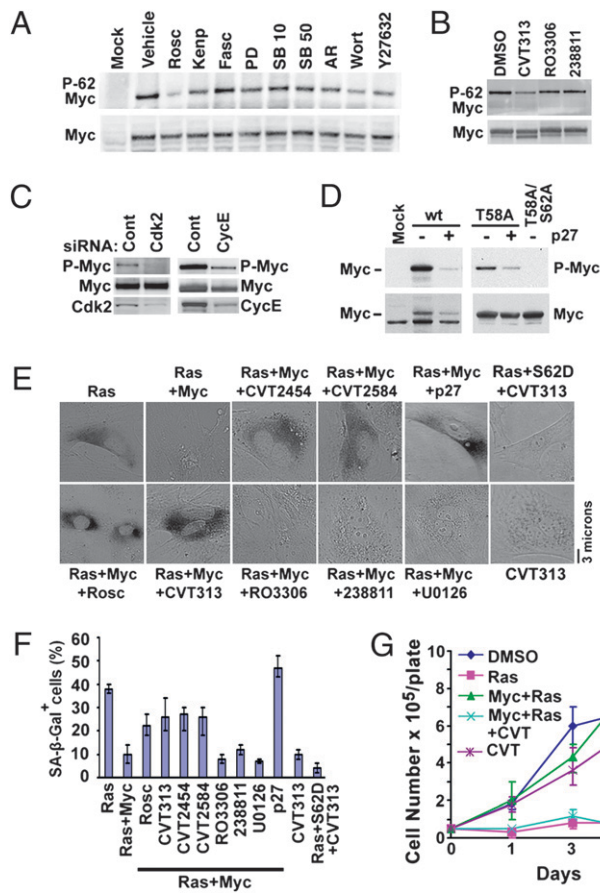 A
Mock
Vehicle
Rosc
Kenp
Fasc
PD
SB 10
SB 50
AR
Wort
Y27632
P-62
Myc
Myc
B
DMSO
CVT313
RO3306
238811
P-62
Myc
Myc
C
siRNA:
Cont
Cdk2
Cont
CycE
P-Myc
P-Myc
Myc
Myc
Cdk2
CycE
D
Mock
wt
T58A
T58A/
S62A
- + - + - p27
Myc -
P-Myc
Myc -
Myc
E
Ras
Ras
+Myc
Ras+Myc
+CVT2454
Ras+Myc
+CVT2584
Ras+Myc
+p27
Ras+S62D
+CVT313
Ras+Myc
+Rosc
Ras+Myc
+CVT313
Ras+Myc
+RO3306
Ras+Myc
+238811
Ras+Myc
+U0126
CVT313
3 microns
F
SA-β-Gal+ cells (%)
60
50
40
30
20
10
0
Ras
Ras+Myc
Rosc
CVT313
CVT2454
CVT2584
RO3306
238811
U0126
p27
CVT313
Ras+S62D
+CVT313
Ras+Myc
G
Cell Number x 10⁵/plate
10
8
6
4
2
0
DMSO
Ras
Myc+Ras
Myc+Ras
+CVT
CVT
0 1 3
Days